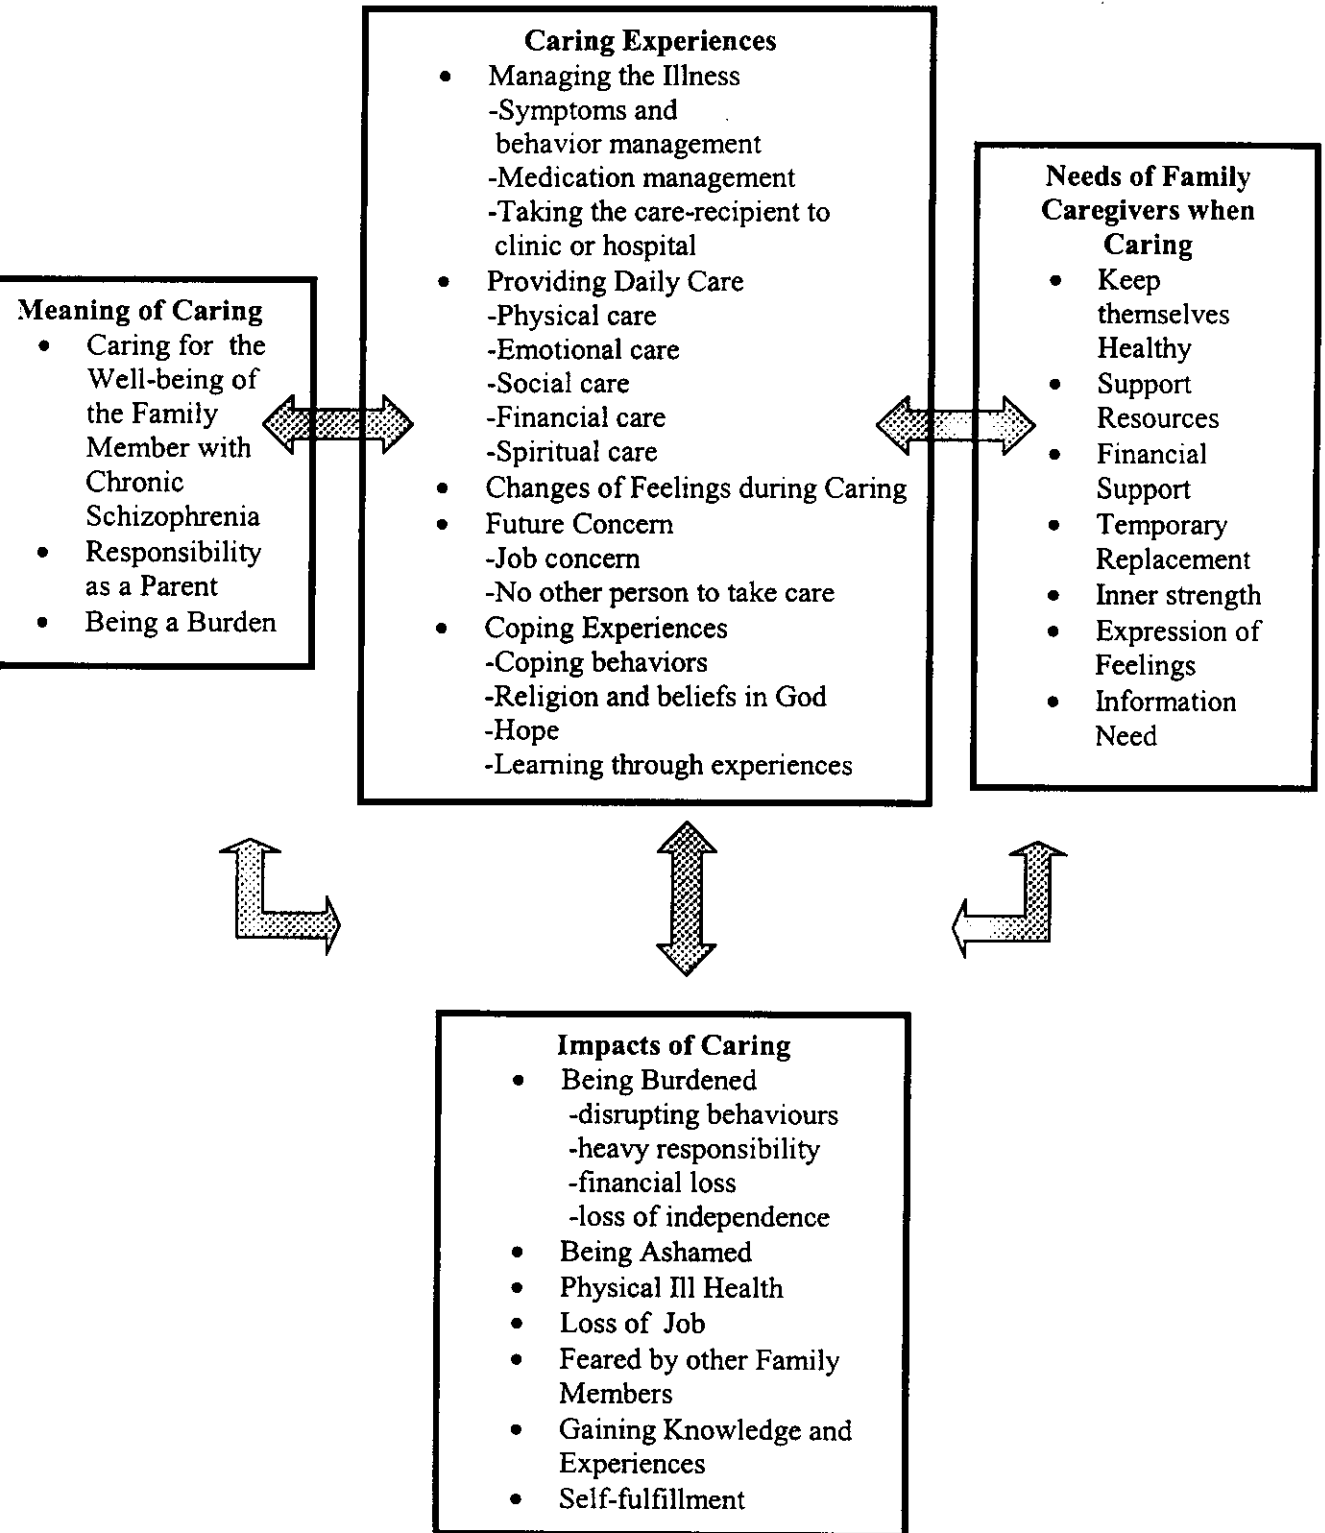 Caring Experiences
• Managing the Illness
-Symptoms and
behavior management
-Medication management
-Taking the care-recipient to
clinic or hospital
• Providing Daily Care
-Physical care
-Emotional care
-Social care
-Financial care
-Spiritual care
• Changes of Feelings during Caring
• Future Concern
-Job concern
-No other person to take care
• Coping Experiences
-Coping behaviors
-Religion and beliefs in God
-Hope
-Learning through experiences
Meaning of Caring
• Caring for the
Well-being of
the Family
Member with
Chronic
Schizophrenia
• Responsibility
as a Parent
• Being a Burden
Needs of Family
Caregivers when
Caring
• Keep
themselves
Healthy
• Support
Resources
• Financial
Support
• Temporary
Replacement
• Inner strength
• Expression of
Feelings
• Information
Need
Impacts of Caring
• Being Burdened
-disrupting behaviours
-heavy responsibility
-financial loss
-loss of independence
• Being Ashamed
• Physical Ill Health
• Loss of Job
• Feared by other Family
Members
• Gaining Knowledge and
Experiences
• Self-fulfillment